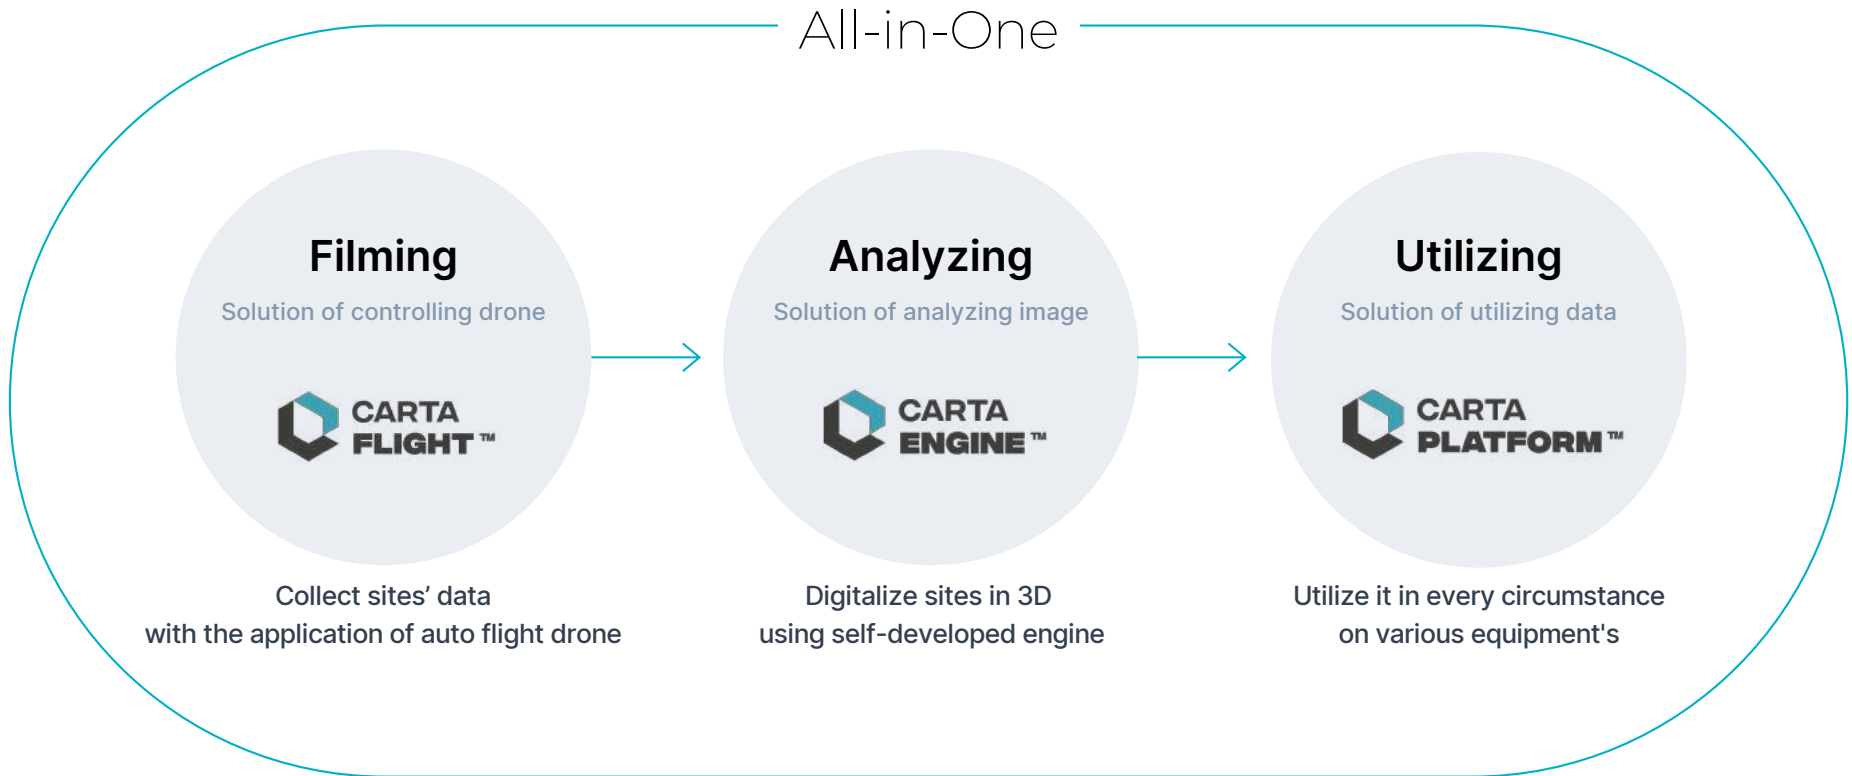 All-in-One
Filming
Solution of controlling drone
CARTA
FLIGHT™
Collect sites’ data
with the application of auto flight drone
Analyzing
Solution of analyzing image
CARTA
ENGINE™
Digitalize sites in 3D
using self-developed engine
Utilizing
Solution of utilizing data
CARTA
PLATFORM™
Utilize it in every circumstance
on various equipment's